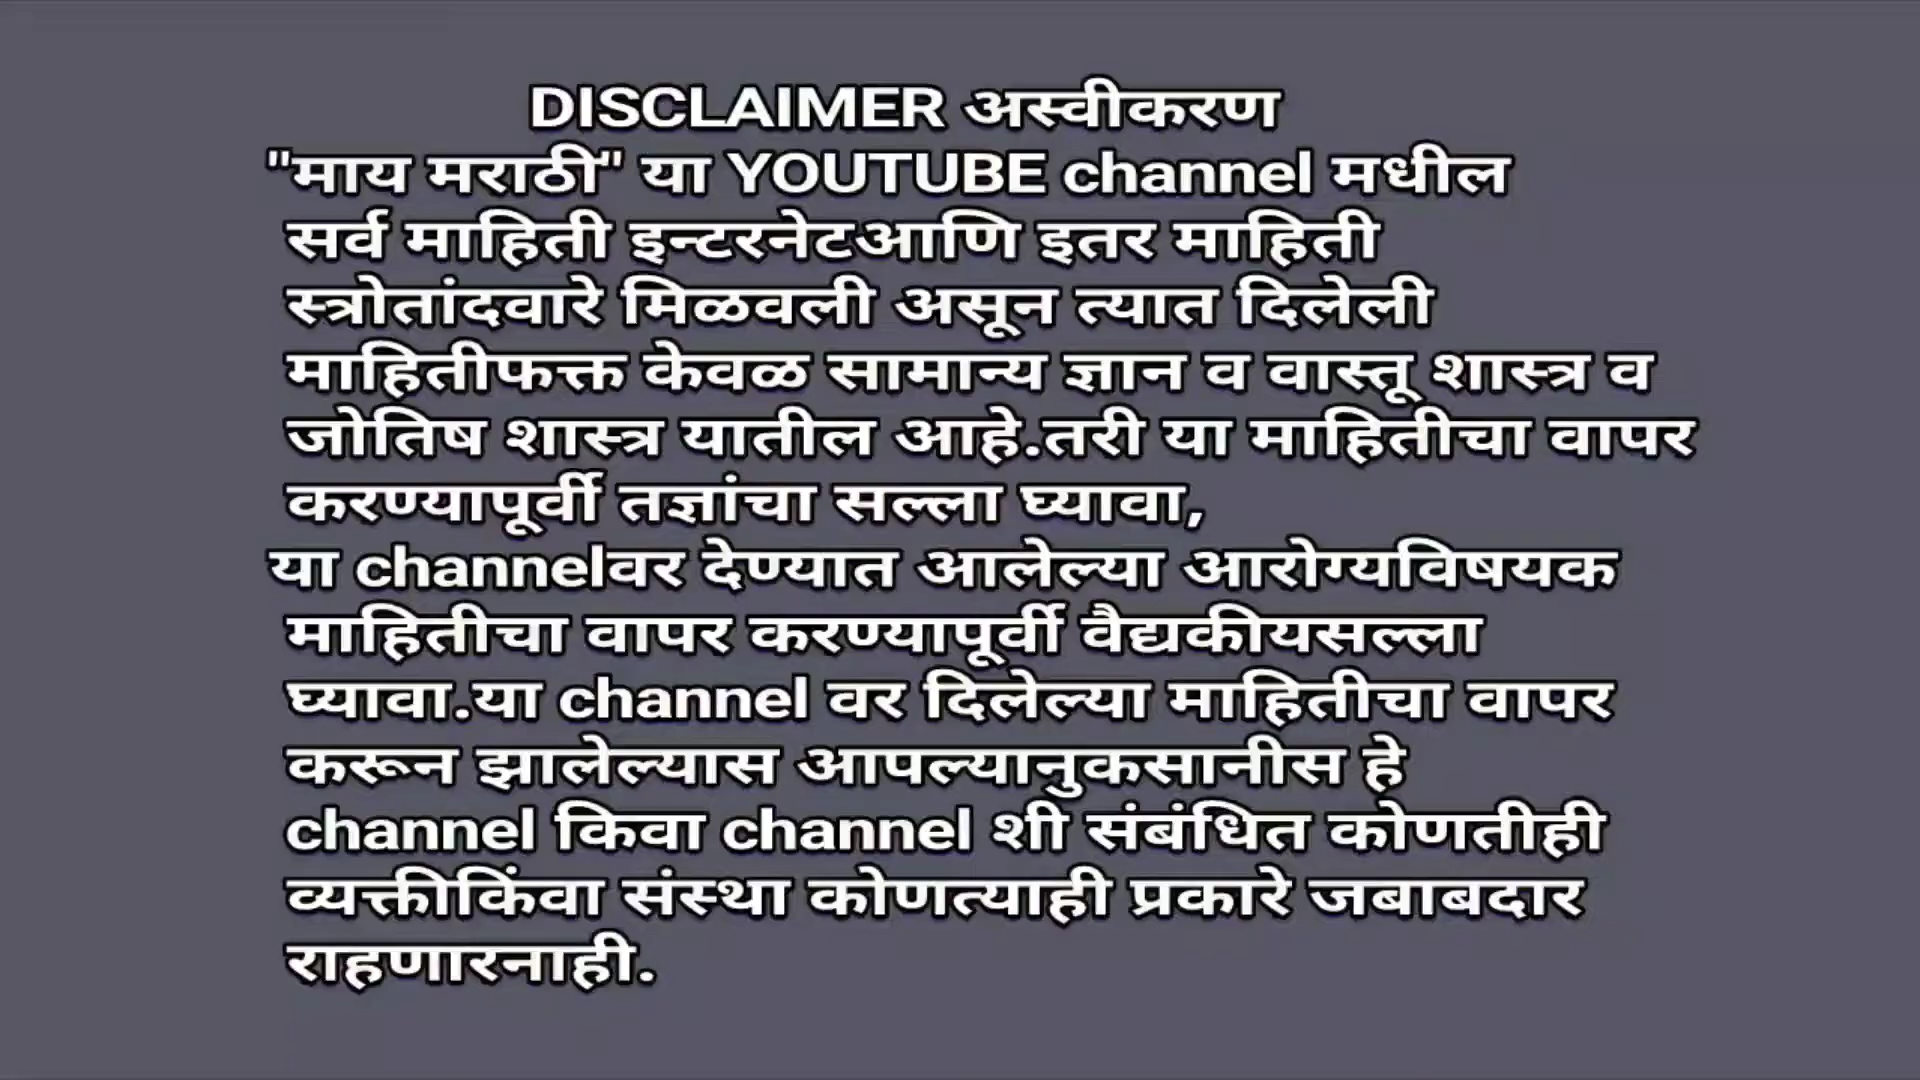 DISCLAIMER अस्वीकरण
"माय मराठी" या YOUTUBE channel मधील
सर्व माहिती इन्टरनेटआणि इतर माहिती
स्त्रोतांदवारे मिळवली असून त्यात दिलेली
माहितीफक्त केवळ सामान्य ज्ञान व वास्तू शास्त्र व
जोतिष शास्त्र यातील आहे.तरी या माहितीचा वापर
करण्यापूर्वी तज्ञांचा सल्ला घ्यावा,
या channelवर देण्यात आलेल्या आरोग्यविषयक
माहितीचा वापर करण्यापूर्वी वैद्यकीयसल्ला
घ्यावा.या channel वर दिलेल्या माहितीचा वापर
करून झालेल्यास आपल्यानुकसानीस हे
channel किवा channel शी संबंधित कोणतीही
व्यक्तीकिंवा संस्था कोणत्याही प्रकारे जबाबदार
राहणारनाही.